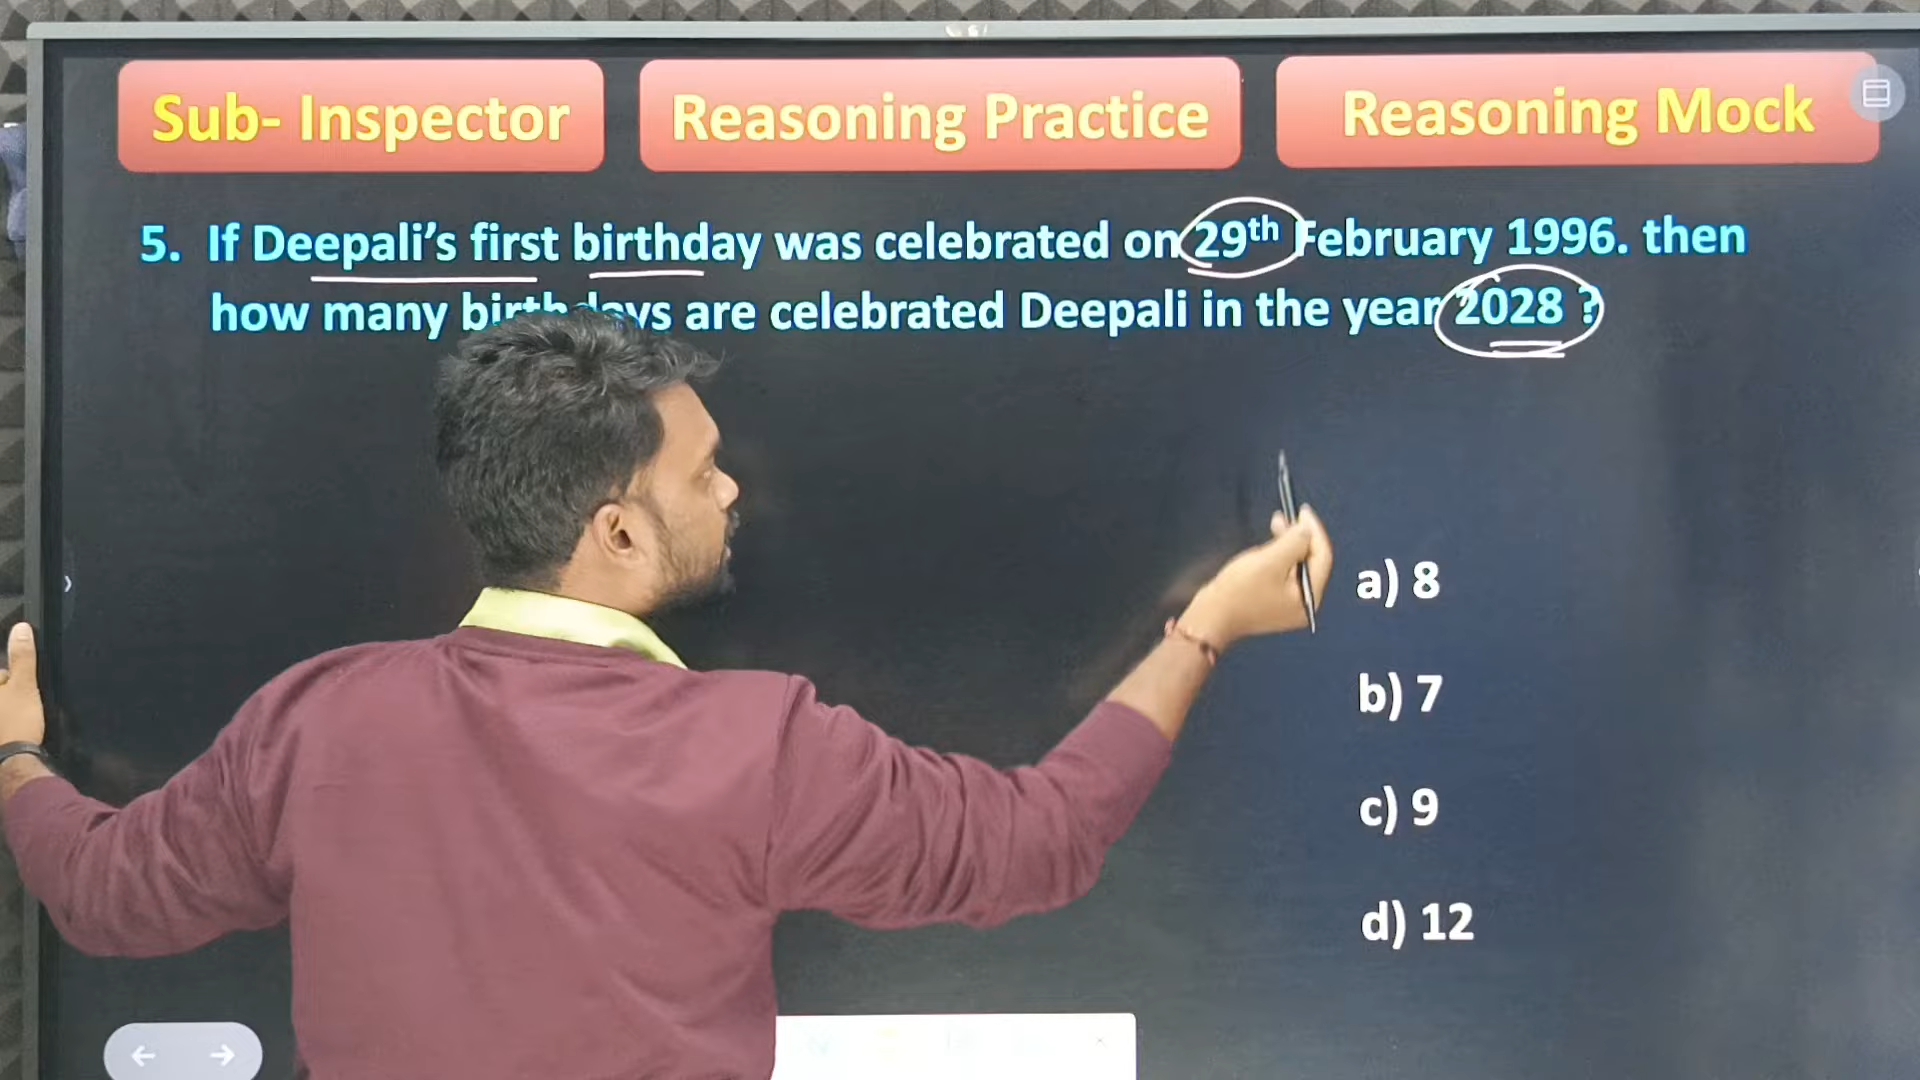 Sub- Inspector
Reasoning Practice
Reasoning Mock
5. If Deepali's first birthday was celebrated on 29th February 1996. then
how many birthdays are celebrated Deepali in the year 2028 ?
a) 8
b) 7
c) 9
d) 12